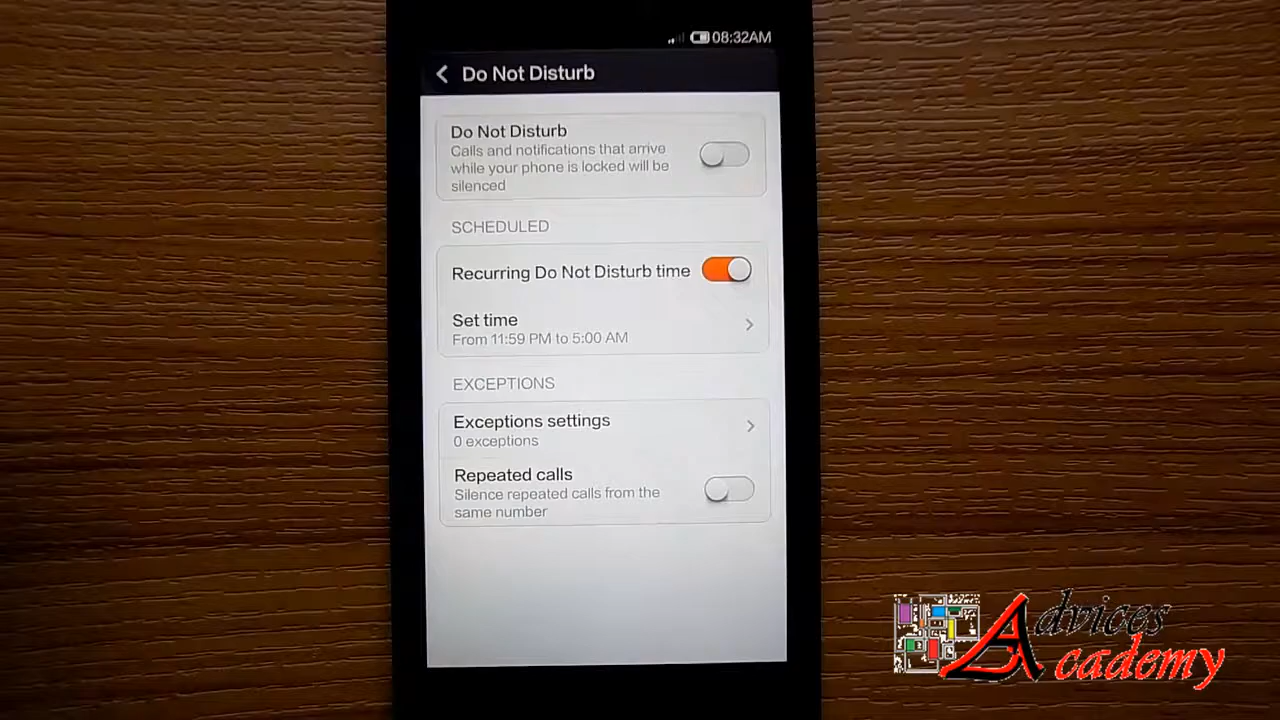 08:32AM
Do Not Disturb
Do Not Disturb
Calls and notifications that arrive
while your phone is locked will be
silenced
SCHEDULED
Recurring Do Not Disturb time
Set time
From 11:59 PM to 5:00 AM
EXCEPTIONS
Exceptions settings
0 exceptions
Repeated calls
Silence repeated calls from the
same number
Advices
Academy